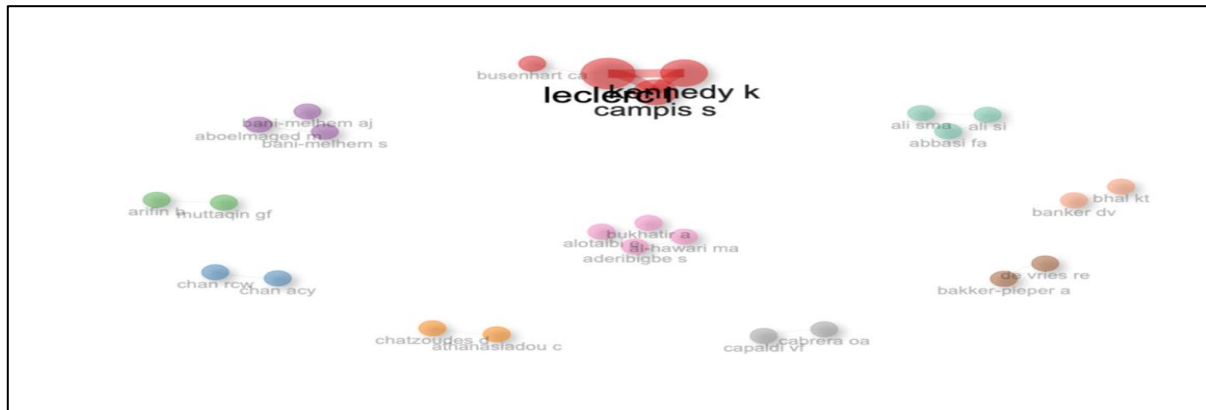 busenhart ca
leclerc l
kennedy k
campis s
bani-melhem aj
aboelmaged m
bani-melhem s
ali sma
ali si
abbasi fa
arifin b
muttaqin gf
bhal kt
banker dv
bukhatir a
alotaibi e
al-hawari ma
aderibigbe s
chan rcw
chan acy
de vries re
bakker-pieper a
chatzoudes d
athanasiadou c
capaldi vf
cabrera oa